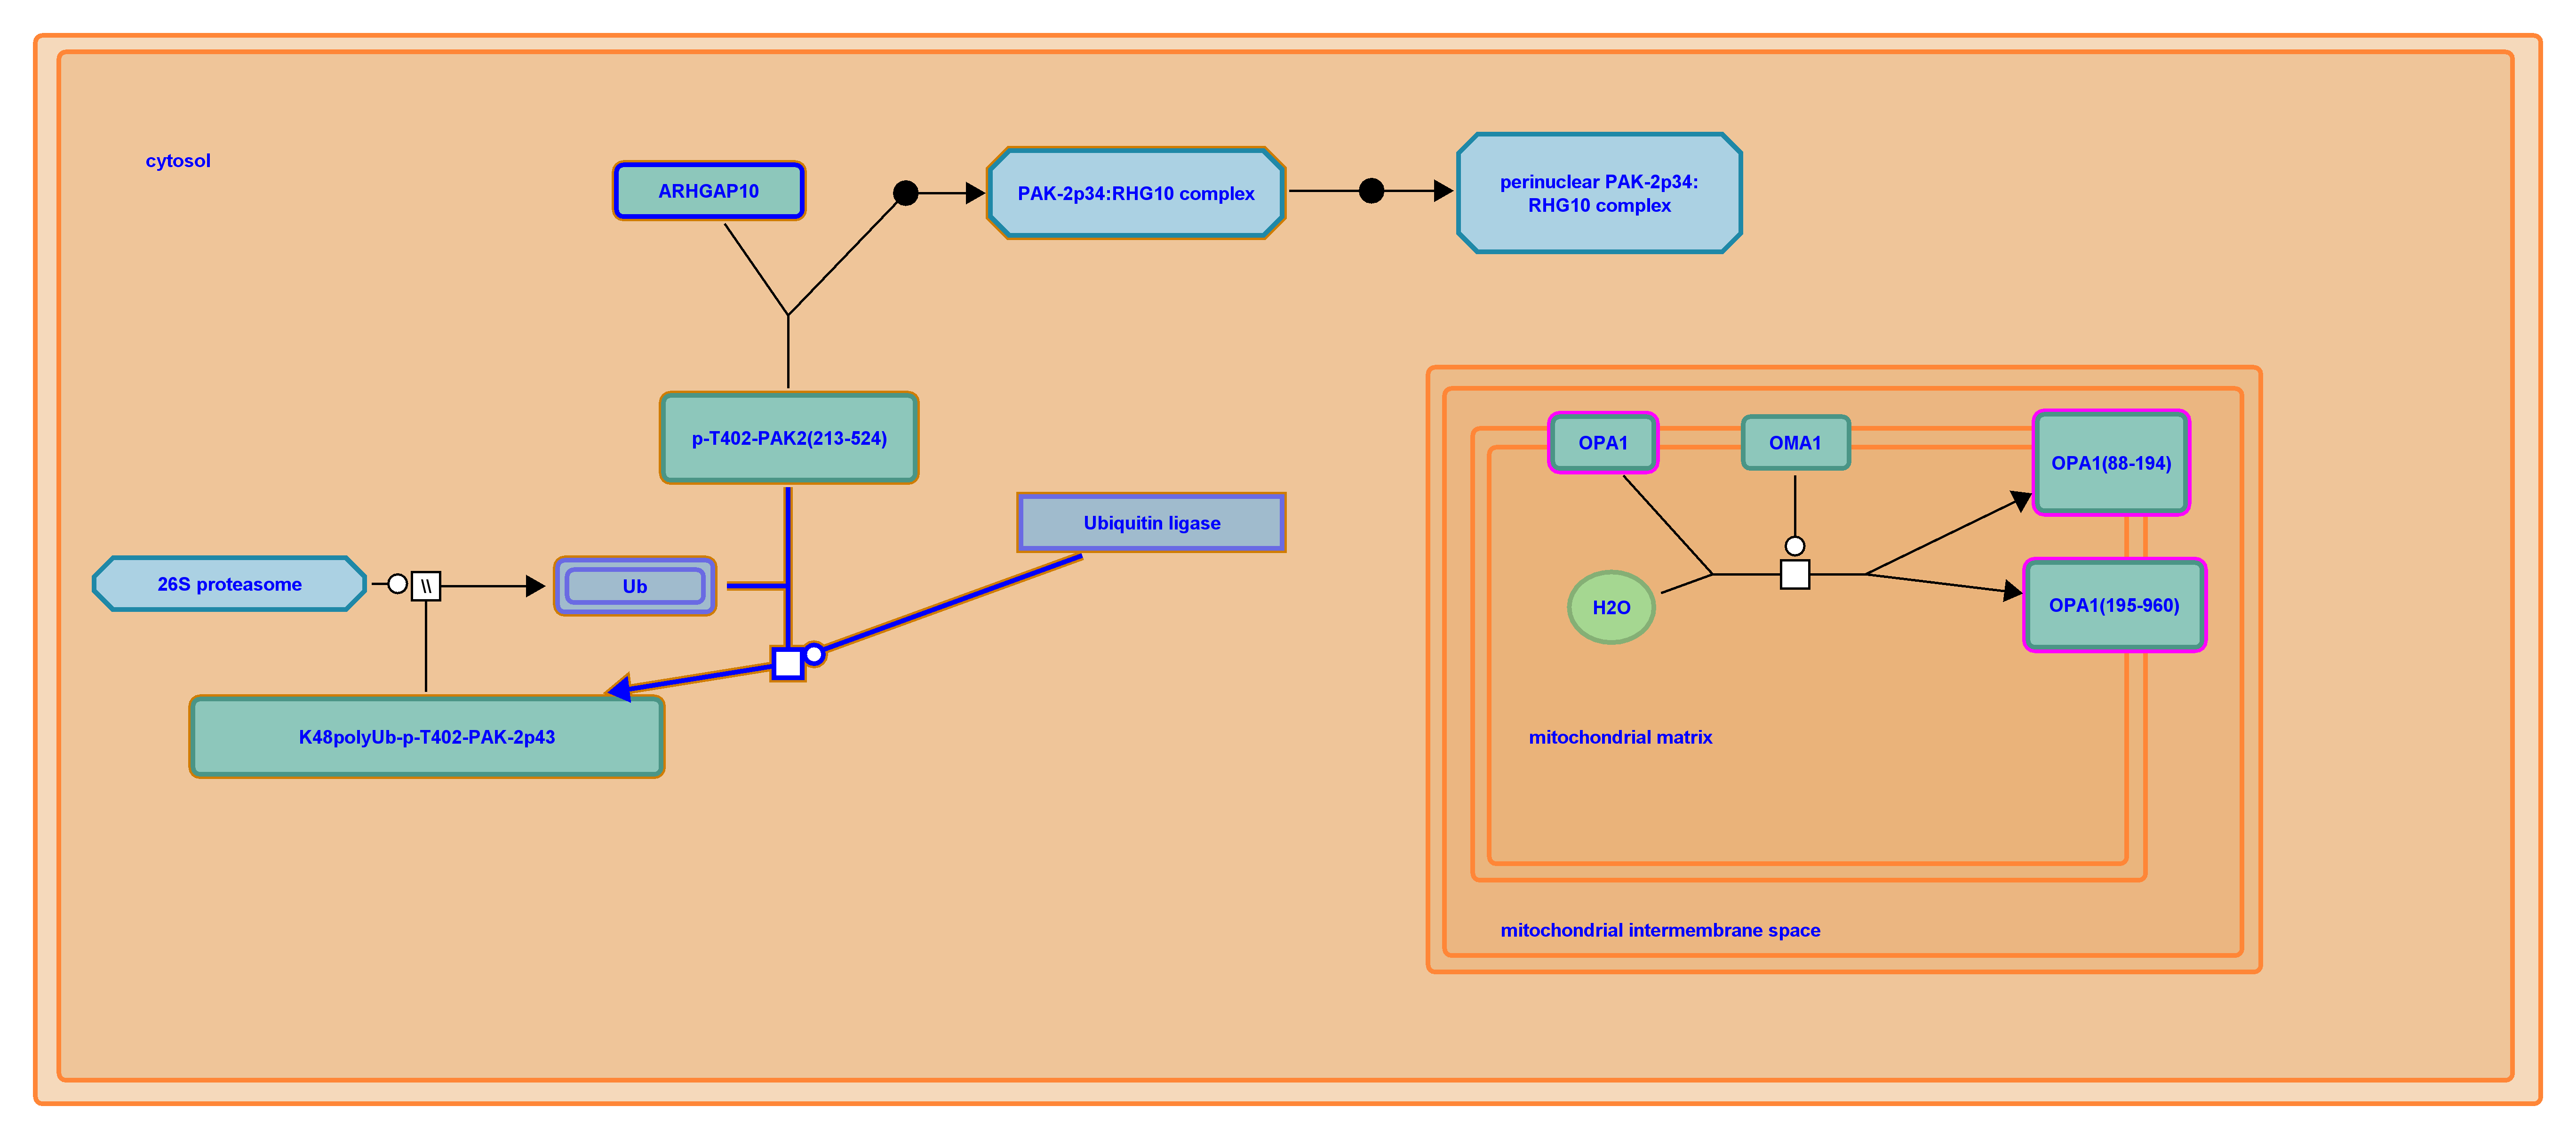 cytosol
ARHGAP10
PAK-2p34:RHG10 complex
perinuclear PAK-2p34:
RHG10 complex
p-T402-PAK2(213-524)
OPA1
OMA1
OPA1(88-194)
Ubiquitin ligase
26S proteasome
\\
Ub
H2O
OPA1(195-960)
K48polyUb-p-T402-PAK-2p43
mitochondrial matrix
mitochondrial intermembrane space